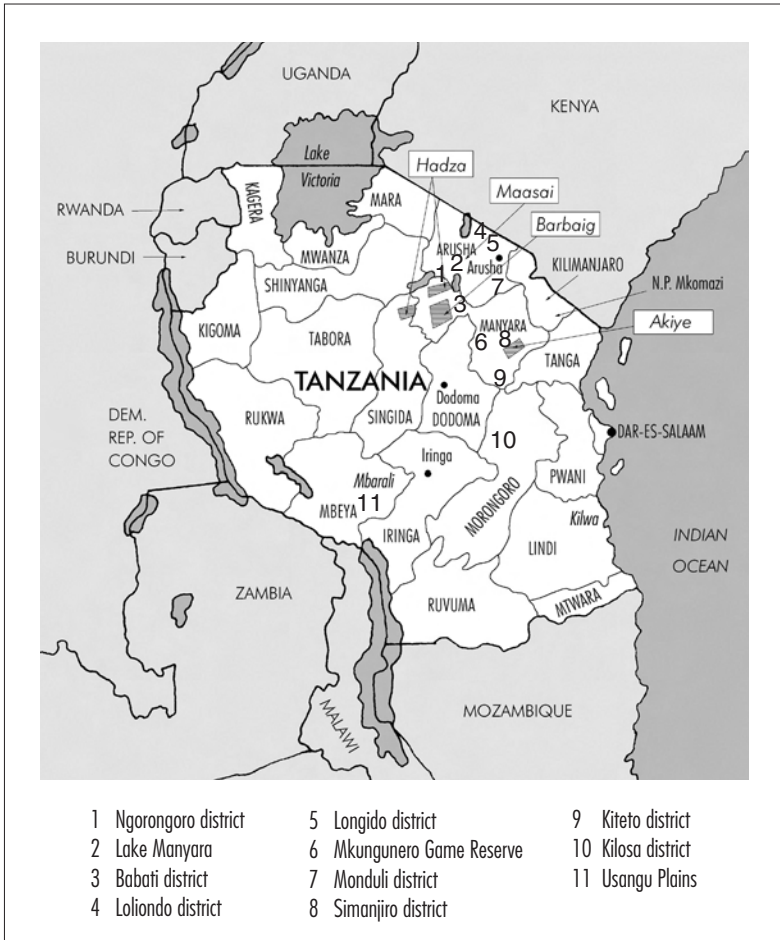 UGANDA
KENYA
Lake
Victoria
Hadza
Maasai
Barbaig
RWANDA
BURUNDI
KAGERA
MARA
MWANZA
SHINYANGA
4
5
ARUSHA
2
Arusha
1
7
3
KILIMANJARO
N.P. Mkomazi
Akiye
MANYARA
6
8
9
TANGA
KIGOMA
TABORA
TANZANIA
Dodoma
DODOMA
SINGIDA
RUKWA
DEM.
REP. OF
CONGO
10
DAR-ES-SALAAM
Iringa
Mbarali
11
MBEYA
IRINGA
MORONGORO
PWANI
Kilwa
LINDI
INDIAN
OCEAN
MTWARA
RUVUMA
ZAMBIA
MALAWI
MOZAMBIQUE
1 Ngorongoro district
2 Lake Manyara
3 Babati district
4 Loliondo district
5 Longido district
6 Mkungunero Game Reserve
7 Monduli district
8 Simanjiro district
9 Kiteto district
10 Kilosa district
11 Usangu Plains